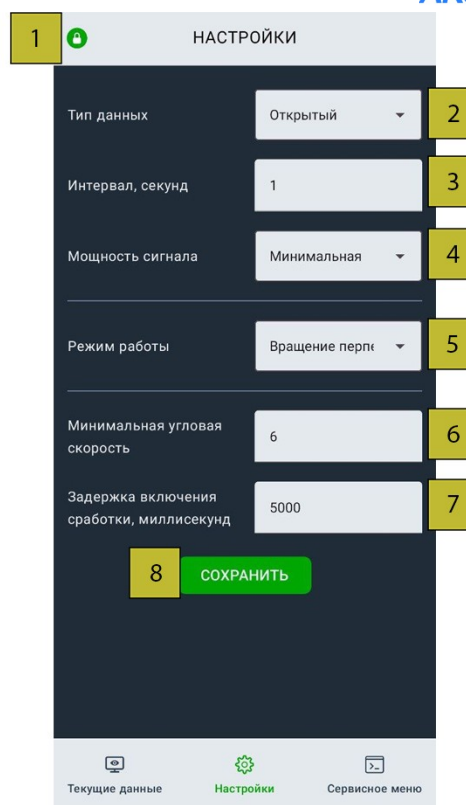 1
НАСТРОЙКИ
Тип данных
Открытый
2
Интервал, секунд
1
3
Мощность сигнала
Минимальная
4
Режим работы
Вращение перпе
5
Минимальная угловая
скорость
6
6
Задержка включения
сработки, миллисекунд
5000
7
8
СОХРАНИТЬ
Текущие данные
Настройки
Сервисное меню